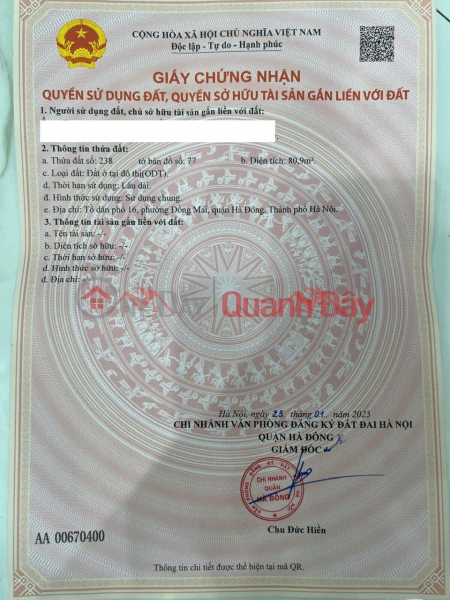 CỘNG HÒA XÃ HỘI CHỦ NGHĨA VIỆT NAM
Độc lập - Tự do - Hạnh phúc
GIẤY CHỨNG NHẬN
QUYỀN SỬ DỤNG ĐẤT, QUYỀN SỞ HỮU TÀI SẢN GẮN LIỀN VỚI ĐẤT
1. Người sử dụng đất, chủ sở hữu tài sản gắn liền với đất:
2. Thông tin thửa đất:
a. Thửa đất số: 238 tờ bản đồ số: 77 b. Diện tích: 80,9m².
c. Loại đất: Đất ở tại đô thị(ODT).
d. Thời hạn sử dụng: Lâu dài.
đ. Hình thức sử dụng: Sử dụng chung.
e. Địa chỉ: Tổ dân phố 16, phường Đồng Mai, quận Hà Đông, Thành phố Hà Nội.
3. Thông tin tài sản gắn liền với đất:
a. Tên tài sản: -/-
b. Diện tích sở hữu: -/-
c. Thời hạn sở hữu: -/-
d. Hình thức sở hữu: -/-
đ. Địa chỉ: -/-
Quanh Đây
Hà Nội, ngày 25 tháng 01 năm 2025
CHI NHÁNH VĂN PHÒNG ĐĂNG KÝ ĐẤT ĐAI HÀ NỘI
QUẬN HÀ ĐÔNG
GIÁM ĐỐC
CHI NHÁNH
QUẬN
HÀ ĐÔNG
Chu Đức Hiền
AA 00670400
Thông tin chi tiết được thể hiện tại mã QR.